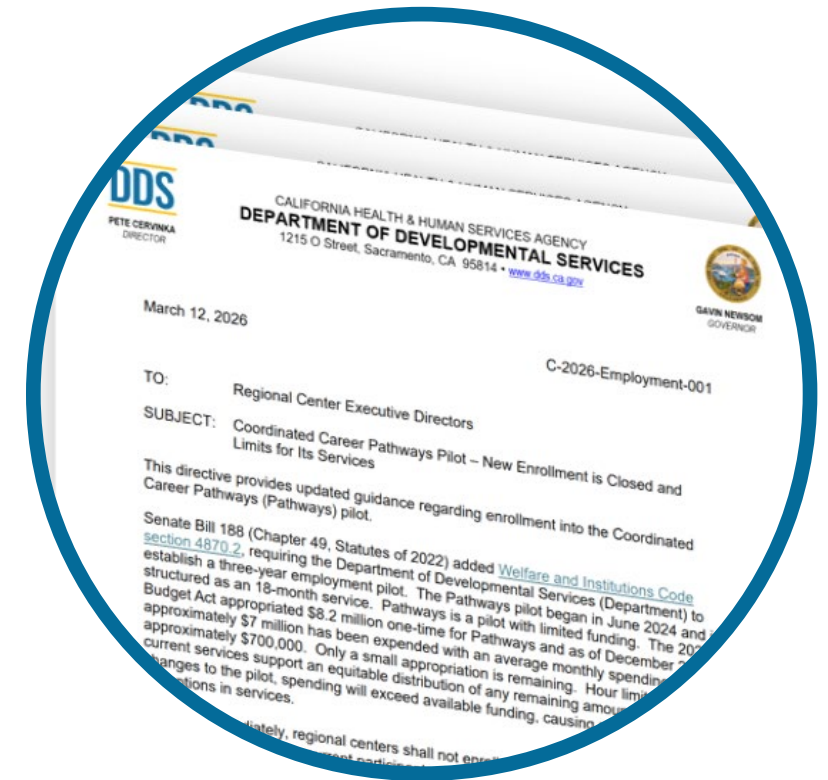 DDS
PETE CERVINKA
DIRECTOR
CALIFORNIA HEALTH & HUMAN SERVICES AGENCY
DEPARTMENT OF DEVELOPMENTAL SERVICES
1215 O Street, Sacramento, CA 95814 • www.dds.ca.gov
GAVIN NEWSOM
GOVERNOR
March 12, 2026
C-2026-Employment-001
TO: Regional Center Executive Directors
SUBJECT: Coordinated Career Pathways Pilot – New Enrollment is Closed and
Limits for Its Services
This directive provides updated guidance regarding enrollment into the Coordinated
Career Pathways (Pathways) pilot.
Senate Bill 188 (Chapter 49, Statutes of 2022) added Welfare and Institutions Code
section 4870.2, requiring the Department of Developmental Services (Department) to
establish a three-year employment pilot. The Pathways pilot began in June 2024 and
structured as an 18-month service. Pathways is a pilot with limited funding. The
Budget Act appropriated $8.2 million one-time for Pathways and as of December
approximately $7 million has been expended with an average monthly spending
approximately $700,000. Only a small appropriation is remaining. Hour
current services support an equitable distribution of any remaining
to the pilot, spending will exceed available funding, causing
in services.
regional centers shall not